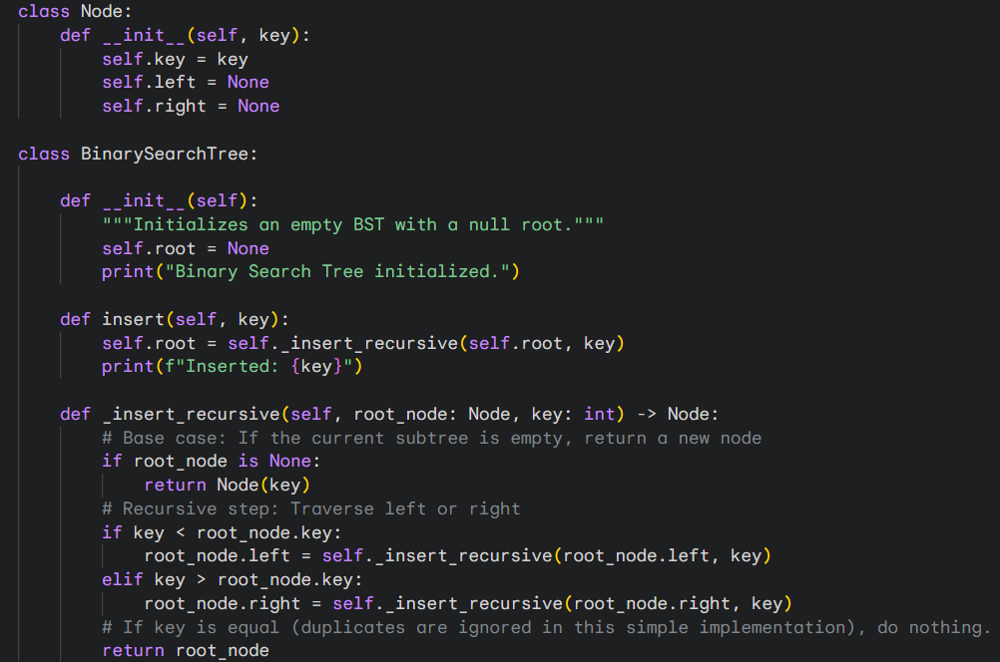 class Node:
    def __init__(self, key):
        self.key = key
        self.left = None
        self.right = None

class BinarySearchTree:

    def __init__(self):
        """Initializes an empty BST with a null root."""
        self.root = None
        print("Binary Search Tree initialized.")

    def insert(self, key):
        self.root = self._insert_recursive(self.root, key)
        print(f"Inserted: {key}")

    def _insert_recursive(self, root_node: Node, key: int) -> Node:
        # Base case: If the current subtree is empty, return a new node
        if root_node is None:
            return Node(key)
        # Recursive step: Traverse left or right
        if key < root_node.key:
            root_node.left = self._insert_recursive(root_node.left, key)
        elif key > root_node.key:
            root_node.right = self._insert_recursive(root_node.right, key)
        # If key is equal (duplicates are ignored in this simple implementation), do nothing.
        return root_node